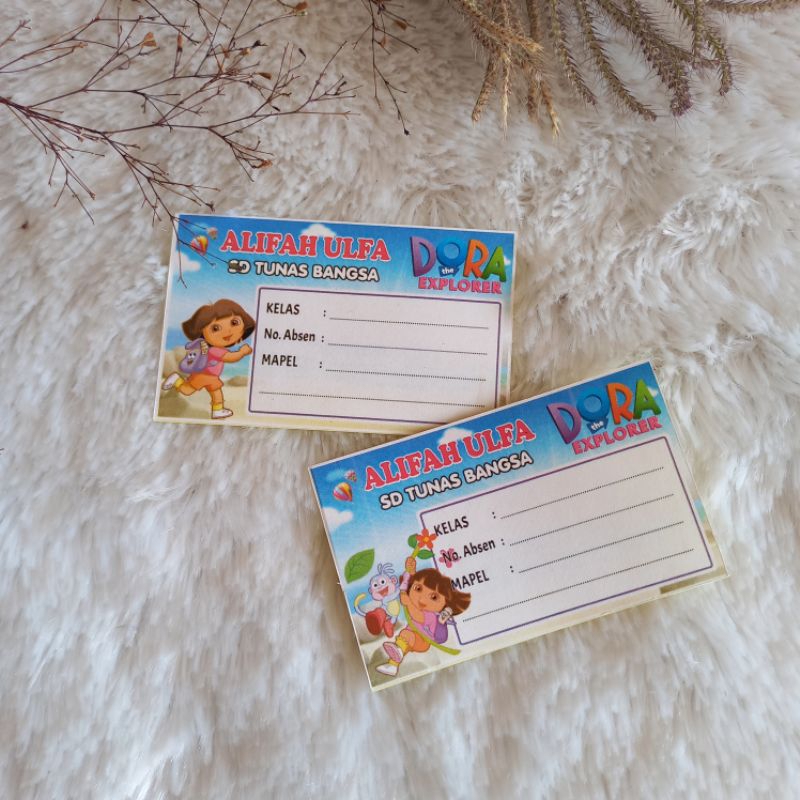 ALIFAH ULFA
SD TUNAS BANGSA
DORA
the
EXPLORER
KELAS :
No. Absen :
MAPEL :
ALIFAH ULFA
SD TUNAS BANGSA
DORA
the
EXPLORER
KELAS :
No. Absen :
MAPEL :